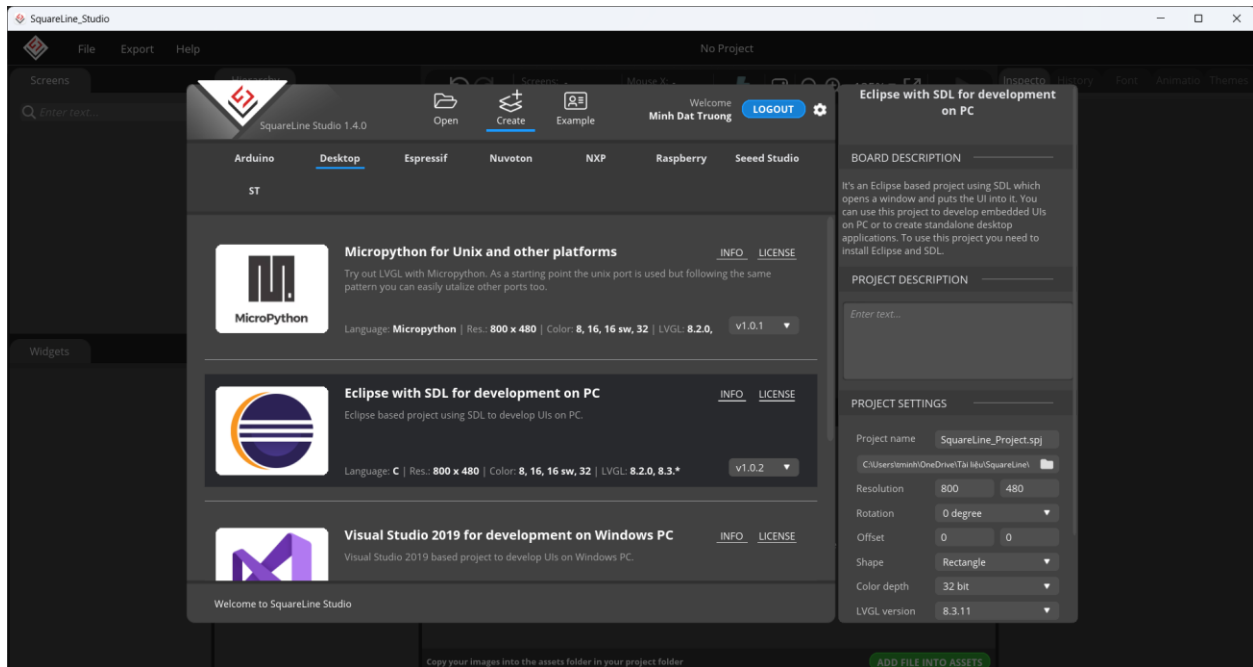 SquareLine_Studio
File Export Help No Project
Screens Hierarchy Screens: Mouse X: Inspecto History Font Animatio Themes
Enter text...
SquareLine Studio 1.4.0
Open Create Example
Welcome
Minh Dat Truong
LOGOUT
Arduino Desktop Espressif Nuvoton NXP Raspberry Seeed Studio
ST
Micropython for Unix and other platforms INFO LICENSE
Try out LVGL with Micropython. As a starting point the unix port is used but following the same
pattern you can easily utalize other ports too.
MicroPython
Language: Micropython | Res.: 800 x 480 | Color: 8, 16, 16 sw, 32 | LVGL: 8.2.0, v1.0.1
Widgets
Eclipse with SDL for development on PC INFO LICENSE
Eclipse based project using SDL to develop UIs on PC.
Language: C | Res.: 800 x 480 | Color: 8, 16, 16 sw, 32 | LVGL: 8.2.0, 8.3.* v1.0.2
Visual Studio 2019 for development on Windows PC INFO LICENSE
Visual Studio 2019 based project to develop UIs on Windows PC.
Welcome to SquareLine Studio
Eclipse with SDL for development
on PC
BOARD DESCRIPTION
It's an Eclipse based project using SDL which
opens a window and puts the UI into it. You
can use this project to develop embedded UIs
on PC or to create standalone desktop
applications. To use this project you need to
install Eclipse and SDL.
PROJECT DESCRIPTION
Enter text...
PROJECT SETTINGS
Project name SquareLine_Project.spj
C:\Users\tminh\OneDrive\Tài liệu\SquareLine\
Resolution 800 480
Rotation 0 degree
Offset 0 0
Shape Rectangle
Color depth 32 bit
LVGL version 8.3.11
Copy your images into the assets folder in your project folder
ADD FILE INTO ASSETS